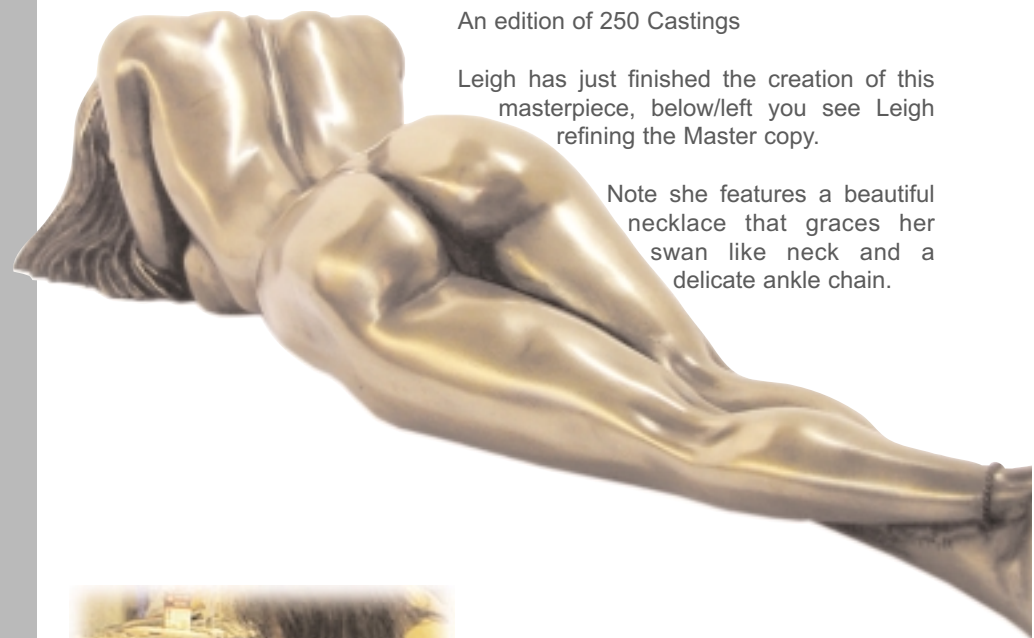 An edition of 250 Castings
Leigh has just finished the creation of this
masterpiece, below/left you see Leigh
refining the Master copy.
Note she features a beautiful
necklace that graces her
swan like neck and a
delicate ankle chain.